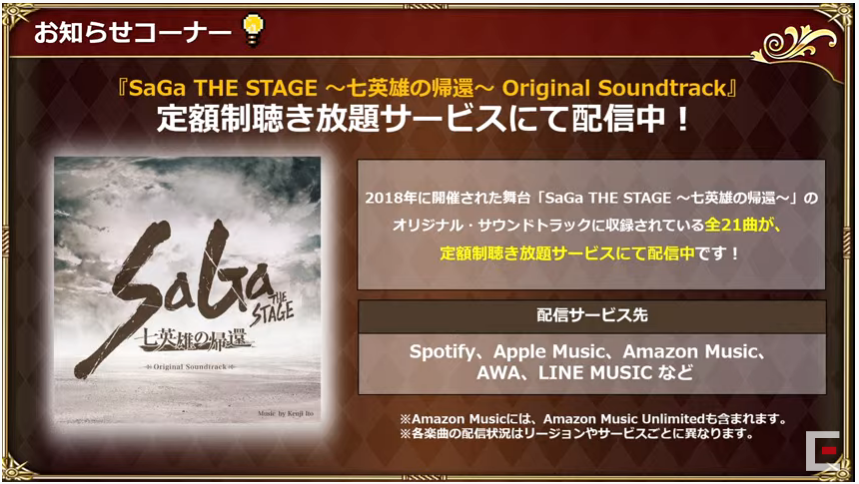 お知らせコーナー
『SaGa THE STAGE ～七英雄の帰還～ Original Soundtrack』
定額制聴き放題サービスにて配信中！
SaGa
THE
STAGE
七英雄の帰還
Original Soundtrack
Music by Kenji Ito
2018年に開催された舞台「SaGa THE STAGE ～七英雄の帰還～」の
オリジナル・サウンドトラックに収録されている全21曲が、
定額制聴き放題サービスにて配信中です！
配信サービス先
Spotify、Apple Music、Amazon Music、
AWA、LINE MUSIC など
※Amazon Musicには、Amazon Music Unlimitedも含まれます。
※各楽曲の配信状況はリージョンやサービスごとに異なります。